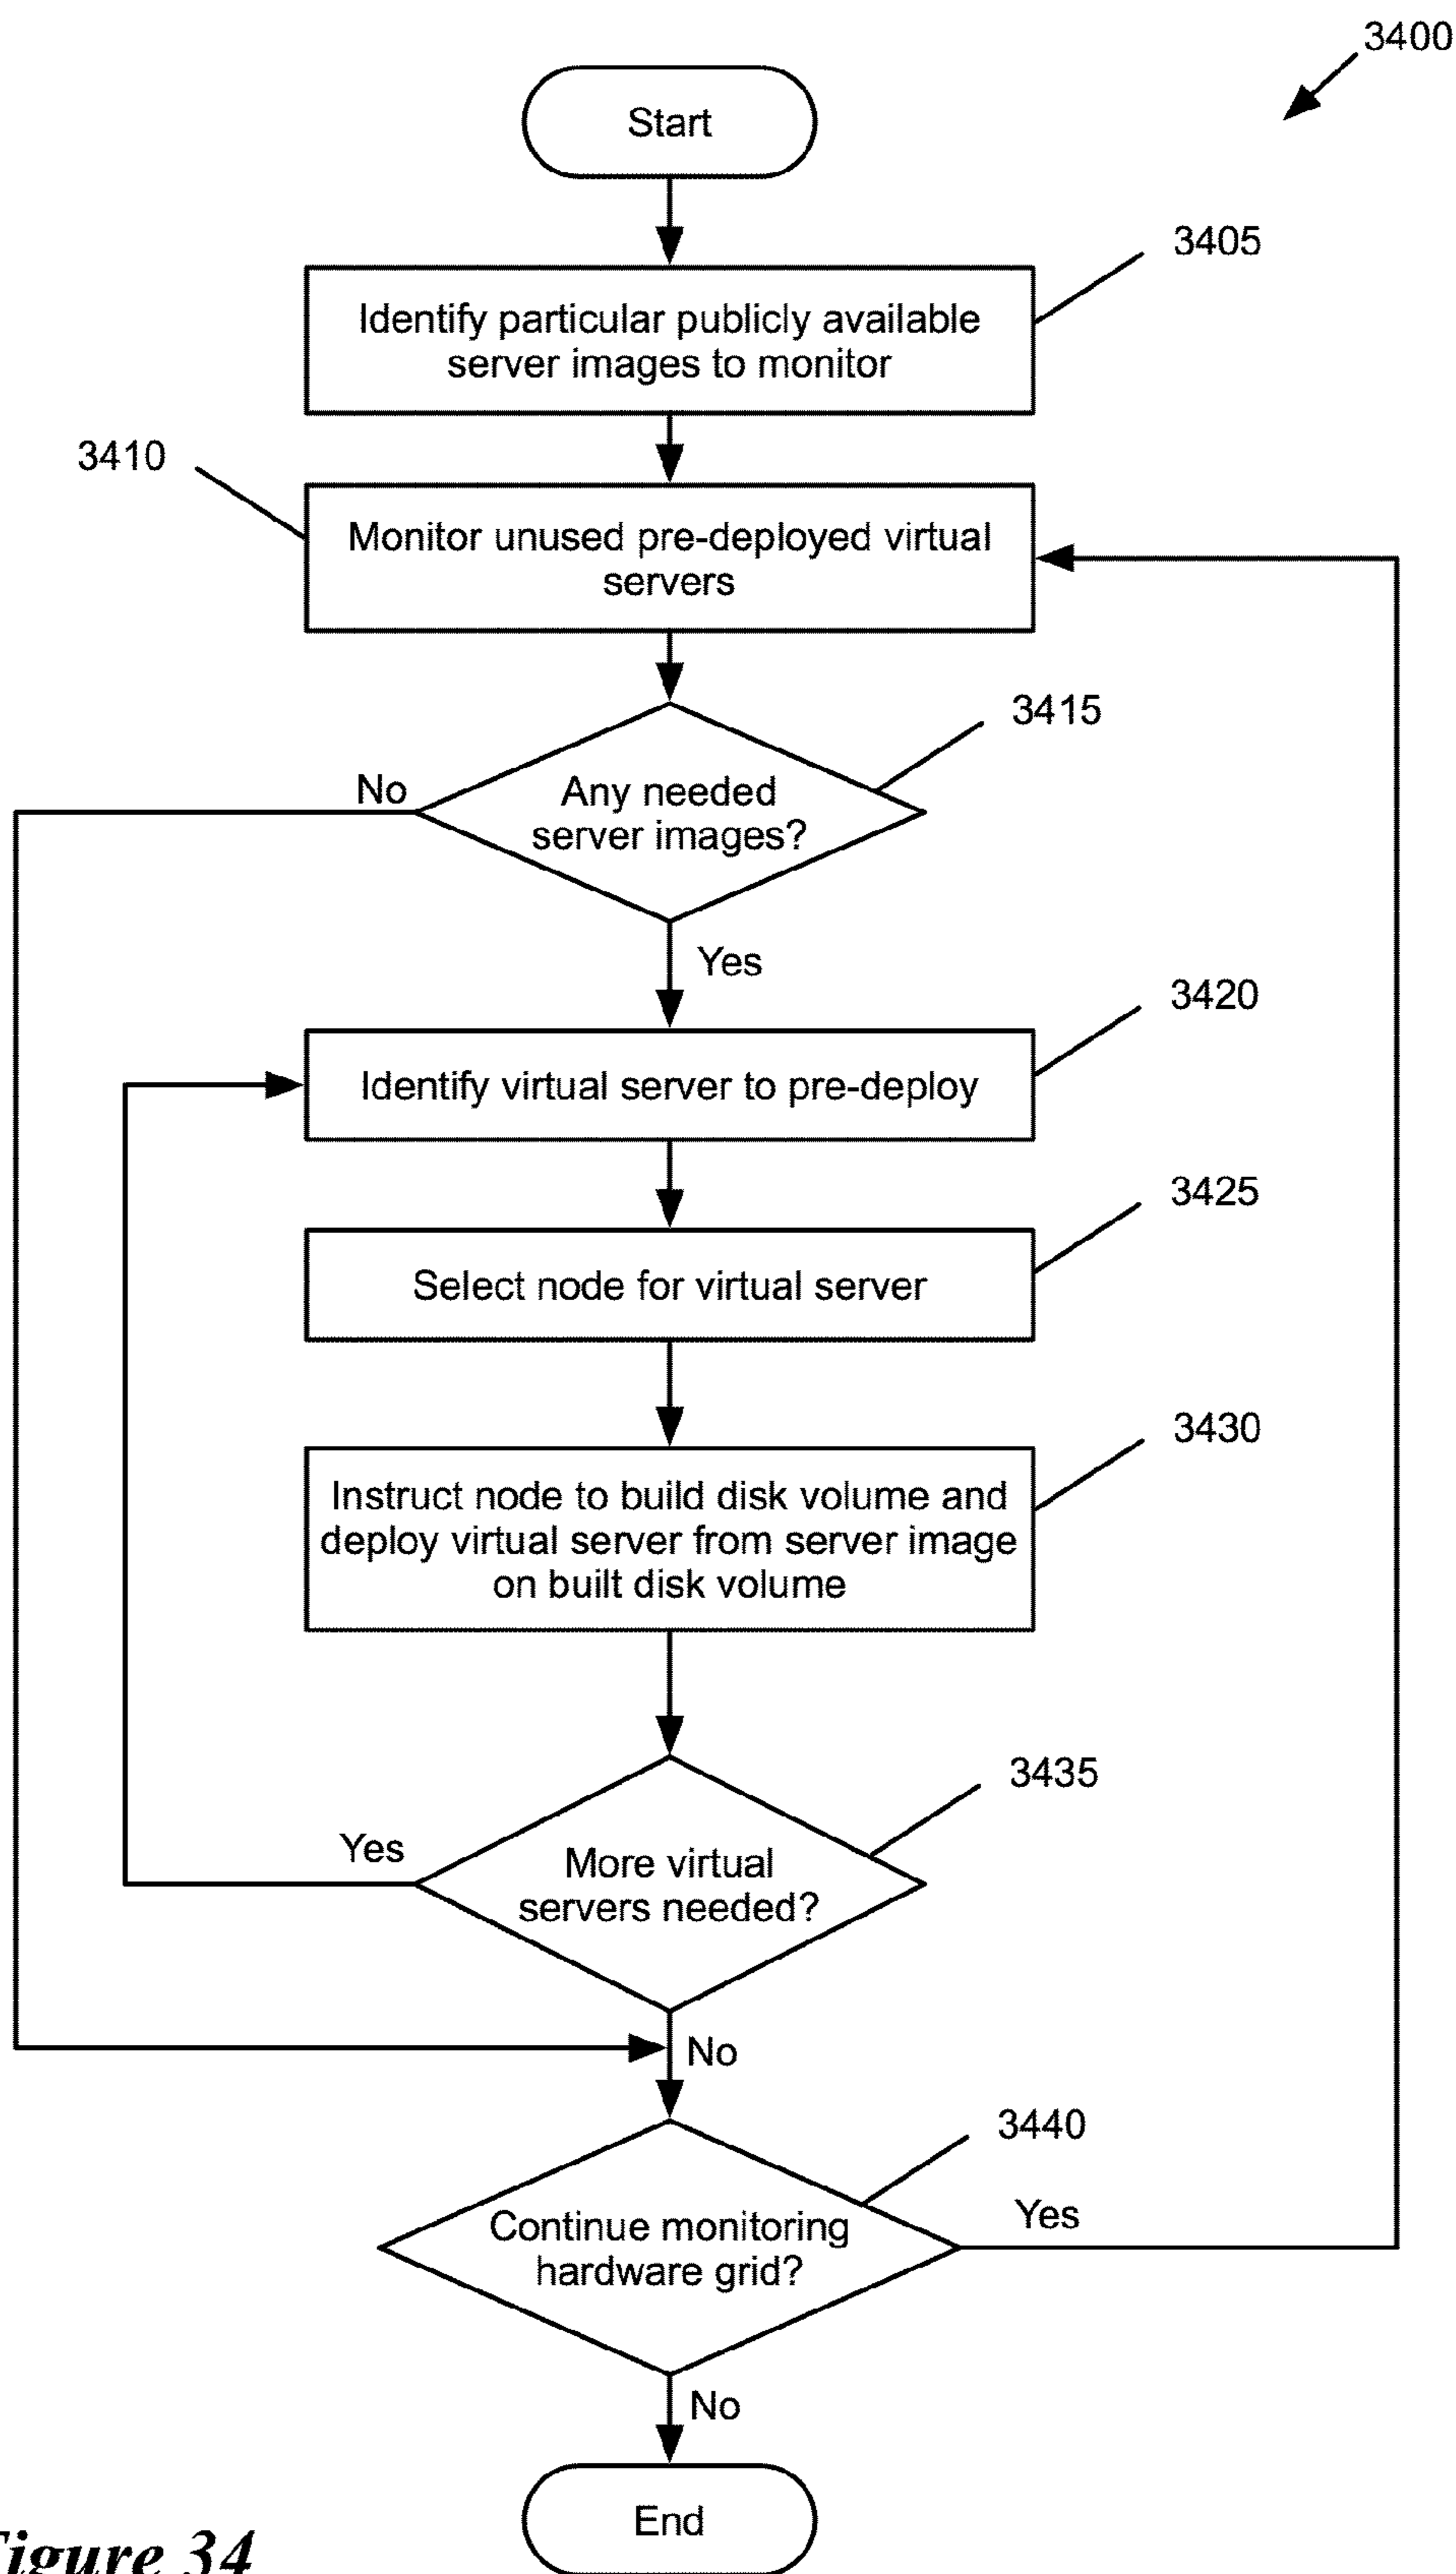 3400
Start
3405
Identify particular publicly available
server images to monitor
3410
Monitor unused pre-deployed virtual
servers
3415
No
Any needed
server images?
Yes
3420
Identify virtual server to pre-deploy
3425
Select node for virtual server
3430
Instruct node to build disk volume and
deploy virtual server from server image
on built disk volume
3435
Yes
More virtual
servers needed?
No
3440
Continue monitoring
hardware grid?
Yes
No
End
Figure 34